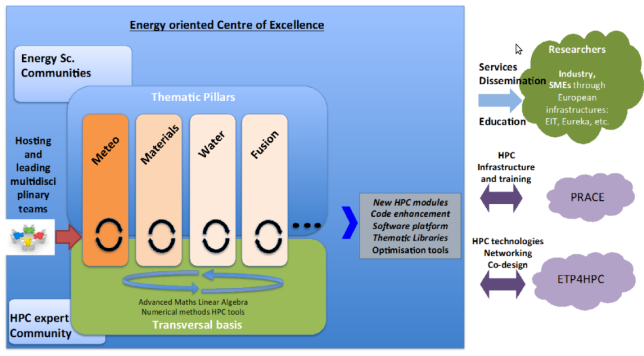 Energy oriented Centre of Excellence
Energy Sc.
Communities
Thematic Pillars
Meteo
Materials
Water
Fusion
Hosting
and
leading
multidisci
plinary
teams
New HPC modules
Code enhancement
Software platform
Thematic Libraries
Optimisation tools
Advanced Maths Linear Algebra
Numerical methods HPC tools
Transversal basis
HPC expert
Community
Services
Dissemination
Education
Researchers
Industry,
SMEs through
European
infrastructures:
EIT, Eureka, etc.
HPC
Infrastructure
and training
PRACE
HPC technologies
Networking
Co-design
ETP4HPC